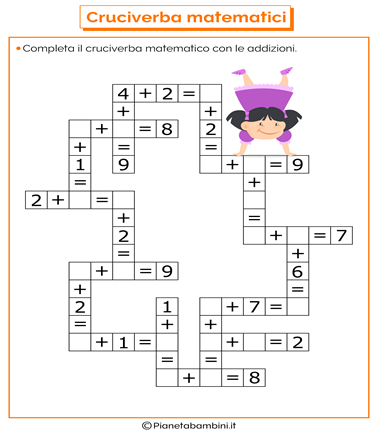 Cruciverba matematici
•Completa il cruciverba matematico con le addizioni.
4 + 2 =
+ +
+ = 8 2
+ = =
1 9 + = 9
= +
2 + =
+ =
2 + = 7
= +
+ = 9 6
+ =
2 1 + 7 =
= + +
+ 1 = + = 2
= =
+ = 8
© Pianetabambini.it